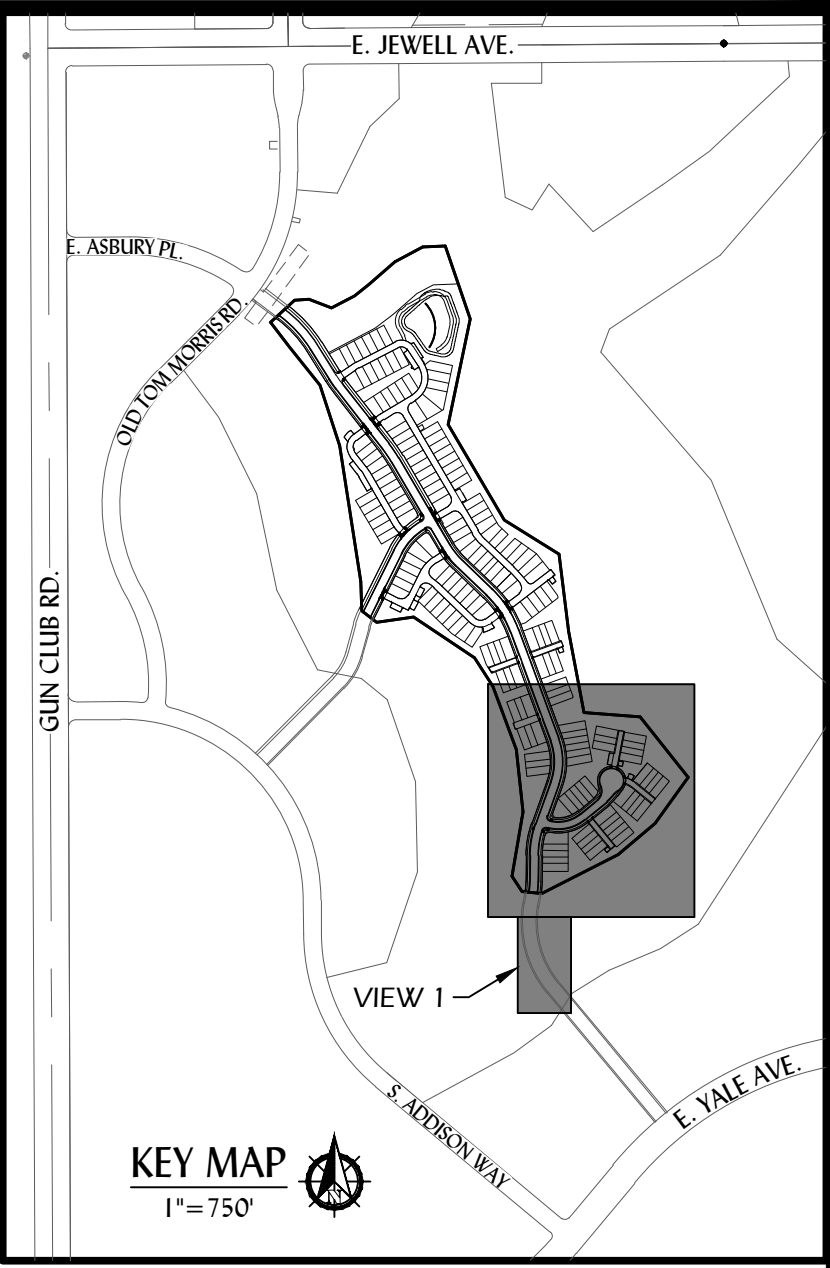 E. JEWELL AVE.
E. ASBURY PL.
OLD TOM MORRIS RD.
GUN CLUB RD.
VIEW 1
S. ADDISON WAY
E. YALE AVE.
KEY MAP
1"=750'
N